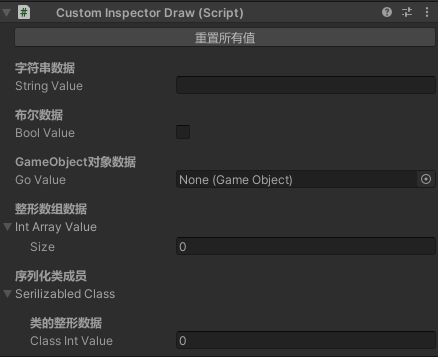 Custom Inspector Draw (Script)
重置所有值
字符串数据
String Value
布尔数据
Bool Value
GameObject对象数据
Go Value None (Game Object)
整形数组数据
Int Array Value
Size 0
序列化类成员
Serilizabled Class
类的整形数据
Class Int Value 0